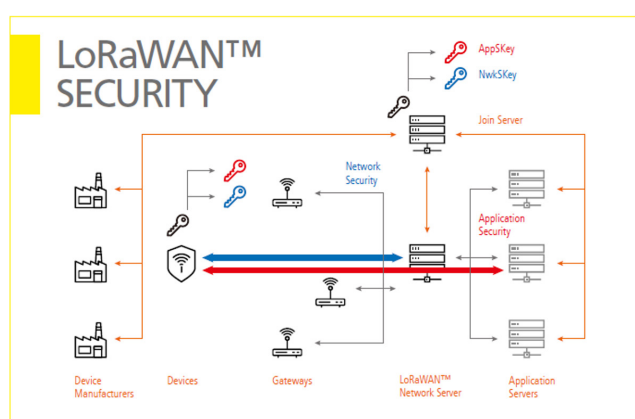 LoRaWAN™
SECURITY
AppSKey
NwkSKey
Join Server
Network
Security
Application
Security
Device
Manufacturers
Devices
Gateways
LoRaWAN™
Network Server
Application
Servers